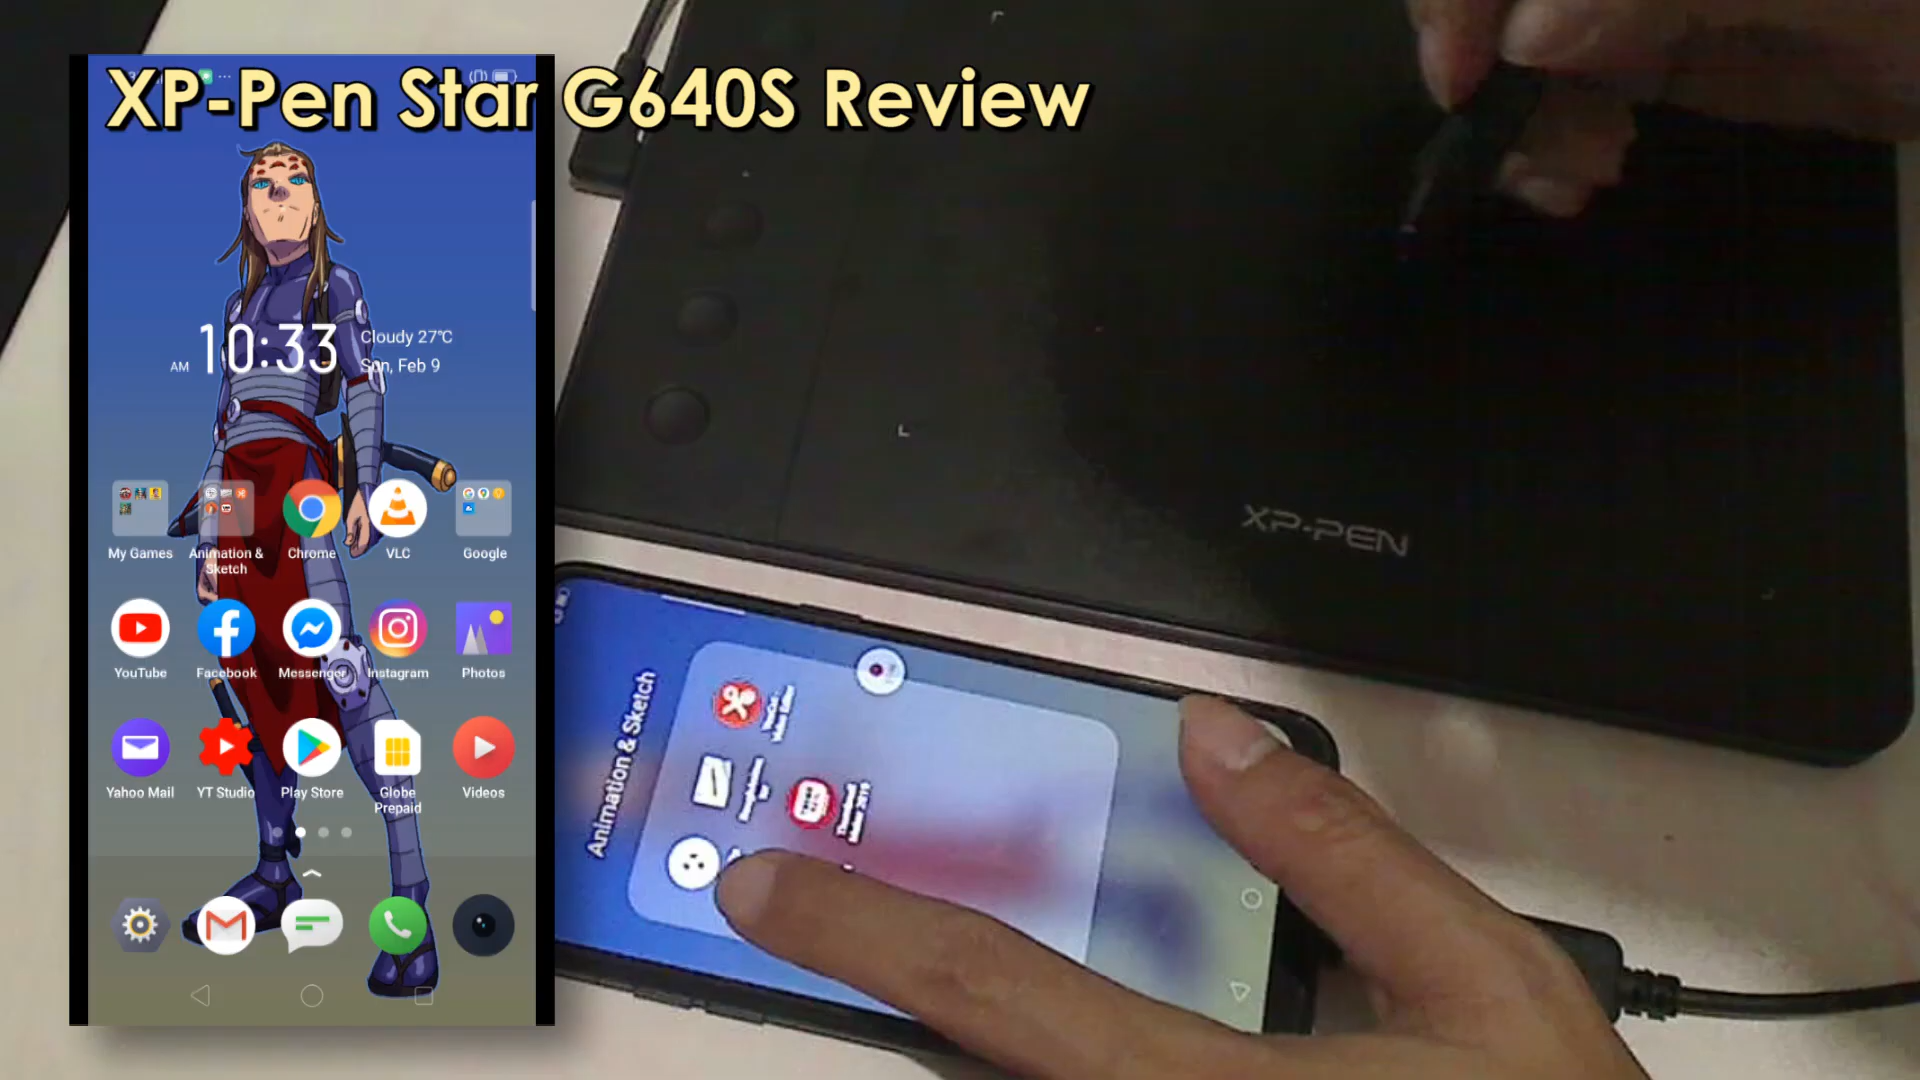 XP-Pen Star G640S Review
AM 10:33 Cloudy 27°C
Sun, Feb 9
My Games Animation & Sketch Chrome VLC Google
YouTube Facebook Messenger Instagram Photos
Yahoo Mail YT Studio Play Store Globe Prepaid Videos
XP-PEN
Animation & Sketch